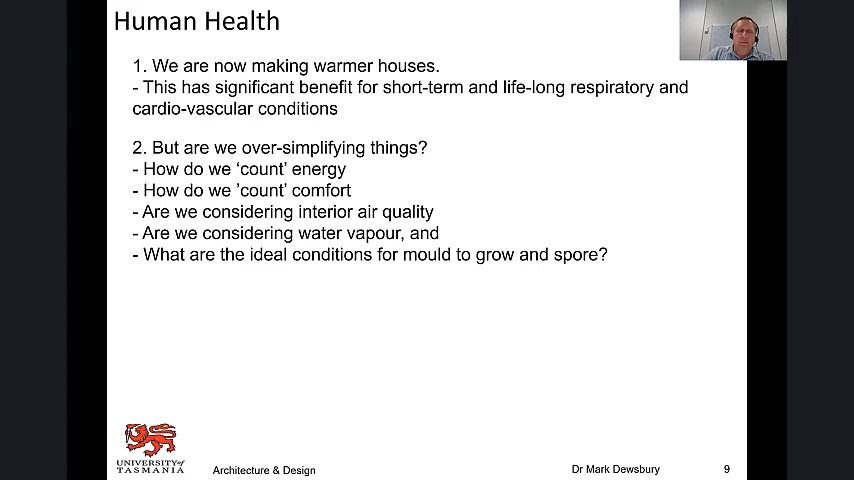 Human Health
1. We are now making warmer houses.
- This has significant benefit for short-term and life-long respiratory and
cardio-vascular conditions
2. But are we over-simplifying things?
- How do we ‘count’ energy
- How do we ’count’ comfort
- Are we considering interior air quality
- Are we considering water vapour, and
- What are the ideal conditions for mould to grow and spore?
UNIVERSITY of
TASMANIA
Architecture & Design
Dr Mark Dewsbury
9